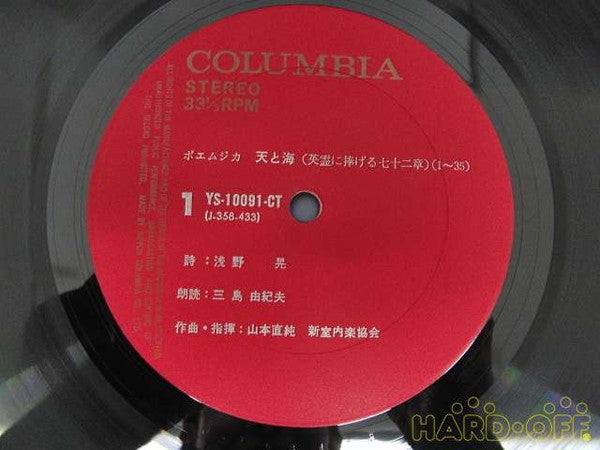 COLUMBIA
STEREO
33⅓RPM
ポエムジカ 天と海 (英霊に捧げる七十二章)(1〜35)
1 YS-10091-CT
(J-358-433)
詩:浅野 晃
朗読:三島 由紀夫
作曲・指揮:山本直純 新室内楽協会
HARD・OFF